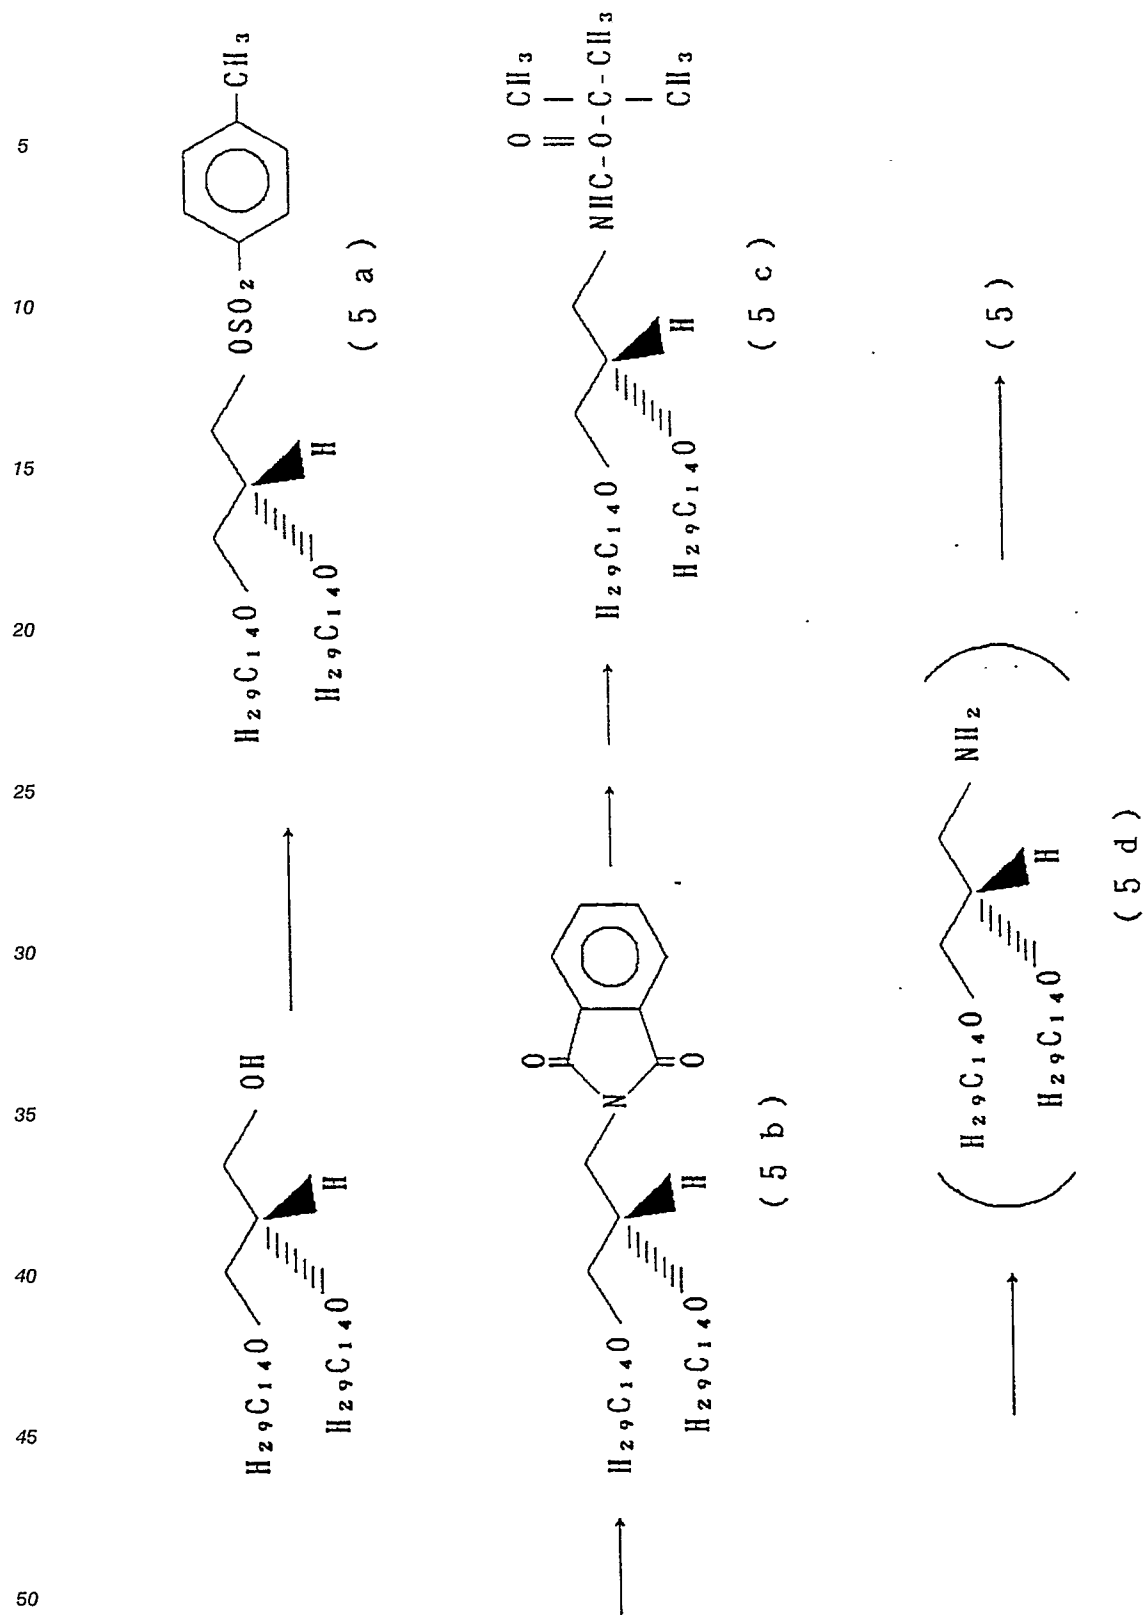 5
10
15
20
25
30
35
40
45
50
H₂₉C₁₄O
H₂₉C₁₄O
H
OH
H₂₉C₁₄O
H₂₉C₁₄O
H
OSO₂
CH₃
(5a)
H₂₉C₁₄O
H₂₉C₁₄O
H
N
O
O
(5b)
H₂₉C₁₄O
H₂₉C₁₄O
H
O CH₃
NHC-O-C-CH₃
CH₃
(5c)
H₂₉C₁₄O
H₂₉C₁₄O
H
NH₂
(5d)
(5)